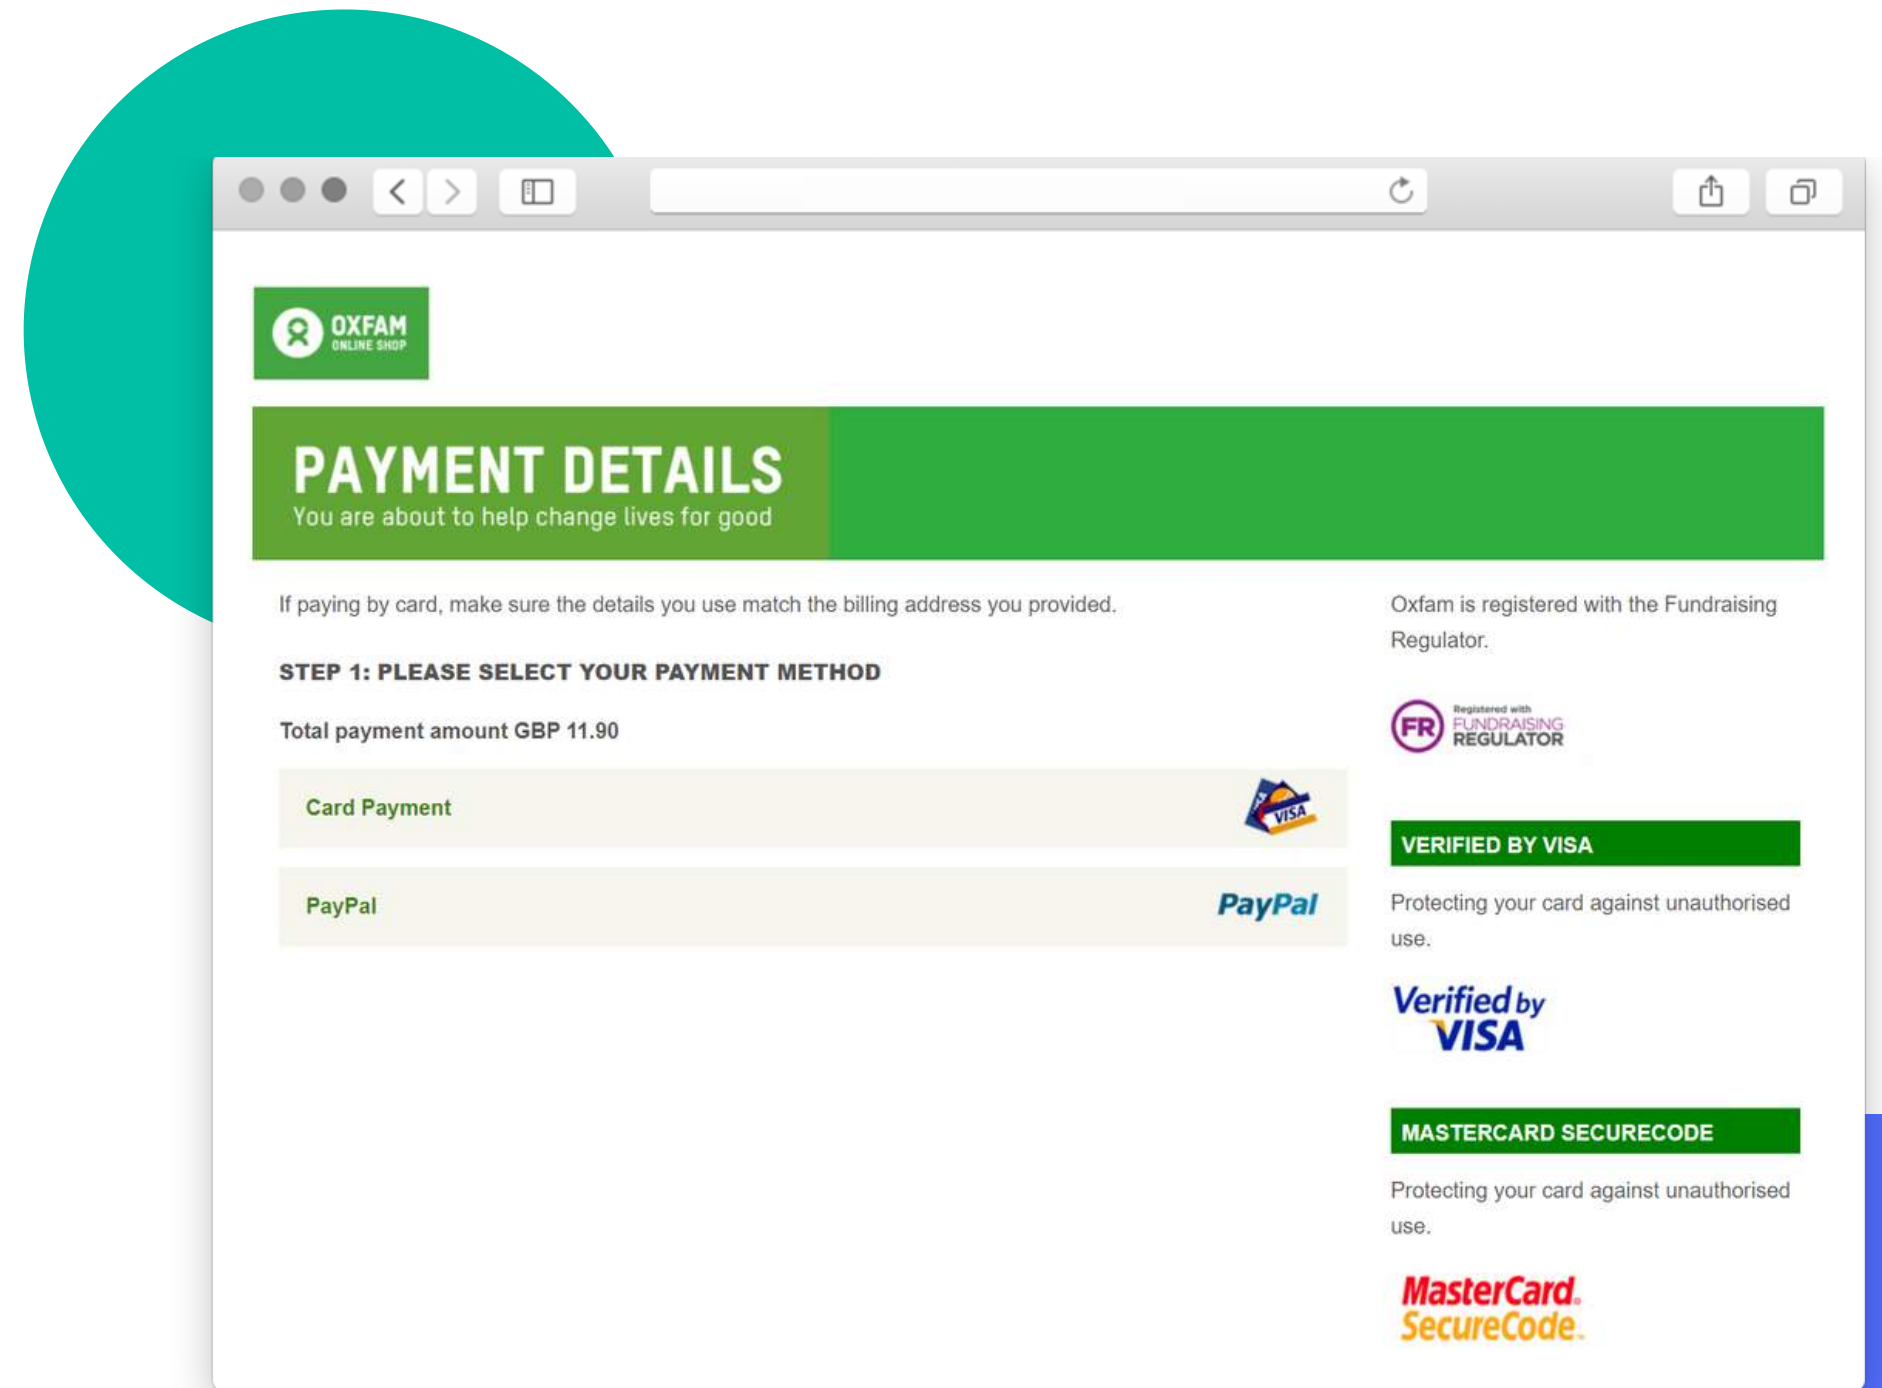 OXFAM
ONLINE SHOP
PAYMENT DETAILS
You are about to help change lives for good
If paying by card, make sure the details you use match the billing address you provided.
STEP 1: PLEASE SELECT YOUR PAYMENT METHOD
Total payment amount GBP 11.90
Card Payment
VISA
PayPal
PayPal
Oxfam is registered with the Fundraising
Regulator.
FR
Registered with
FUNDRAISING
REGULATOR
VERIFIED BY VISA
Protecting your card against unauthorised
use.
Verified by
VISA
MASTERCARD SECURECODE
Protecting your card against unauthorised
use.
MasterCard.
SecureCode.